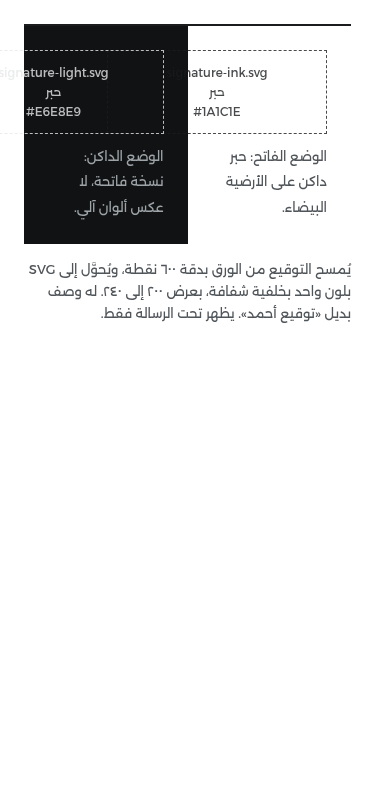 nature-ink.svg
حبر
#1A1C1E
الوضع الفاتح: حبر
داكن على الأرضية
البيضاء.
signature-light.svg
حبر
#E6E8E9
الوضع الداكن:
نسخة فاتحة، لا
عكس ألوان آلي.
يُمسح التوقيع من الورق بدقة ٦٠٠ نقطة، ويُحوَّل إلى SVG
بلون واحد بخلفية شفافة، بعرض ٢٠٠ إلى ٢٤٠. له وصف
بديل «توقيع أحمد». يظهر تحت الرسالة فقط.